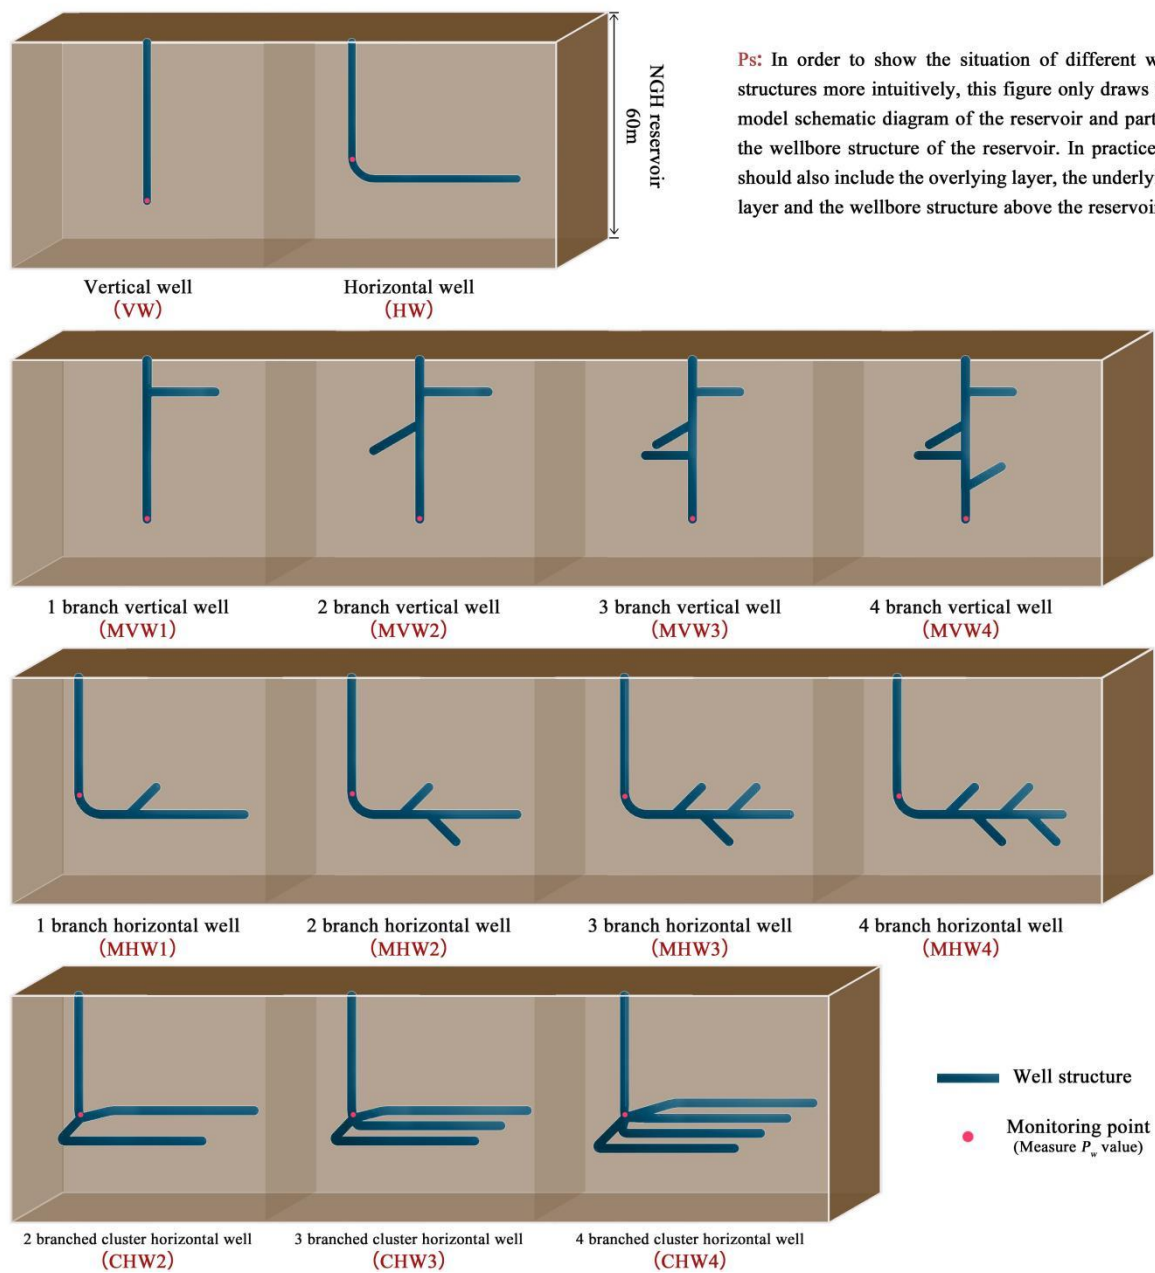 NGH reservoir
60m
Ps: In order to show the situation of different w
structures more intuitively, this figure only draws
model schematic diagram of the reservoir and part
the wellbore structure of the reservoir. In practice
should also include the overlying layer, the underly
layer and the wellbore structure above the reservoi
Vertical well
(VW)
Horizontal well
(HW)
1 branch vertical well
(MVW1)
2 branch vertical well
(MVW2)
3 branch vertical well
(MVW3)
4 branch vertical well
(MVW4)
1 branch horizontal well
(MHW1)
2 branch horizontal well
(MHW2)
3 branch horizontal well
(MHW3)
4 branch horizontal well
(MHW4)
Well structure
Monitoring point
(Measure P_w value)
2 branched cluster horizontal well
(CHW2)
3 branched cluster horizontal well
(CHW3)
4 branched cluster horizontal well
(CHW4)